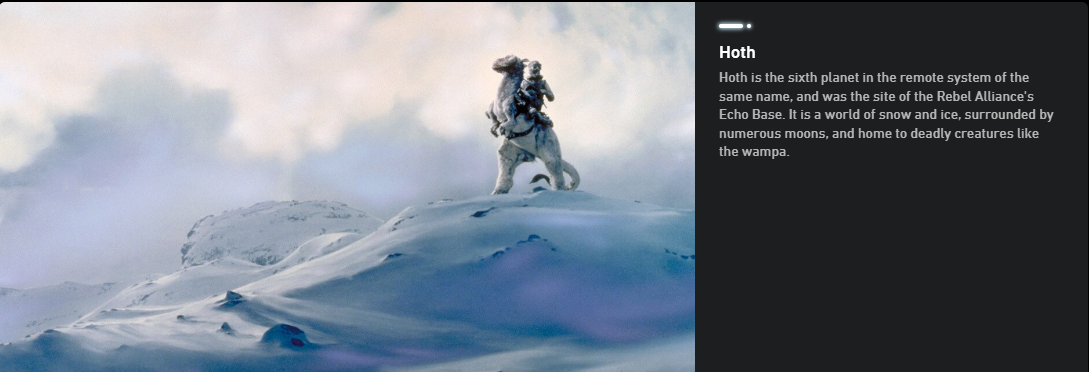 Hoth
Hoth is the sixth planet in the remote system of the
same name, and was the site of the Rebel Alliance's
Echo Base. It is a world of snow and ice, surrounded by
numerous moons, and home to deadly creatures like
the wampa.